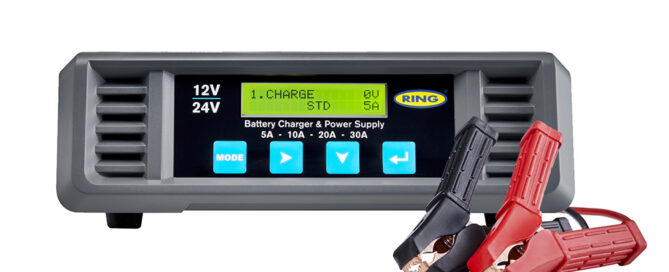 12V
24V
1.CHARGE 0V
STD 5A
RING
Battery Charger & Power Supply
5A - 10A - 20A - 30A
MODE